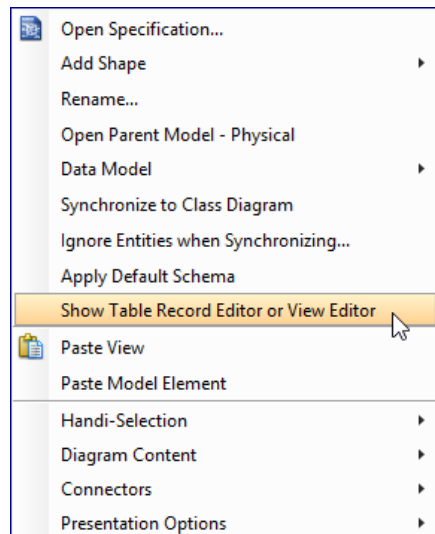 Open Specification...
Add Shape
Rename...
Open Parent Model - Physical
Data Model
Synchronize to Class Diagram
Ignore Entities when Synchronizing...
Apply Default Schema
Show Table Record Editor or View Editor
Paste View
Paste Model Element
Handi-Selection
Diagram Content
Connectors
Presentation Options